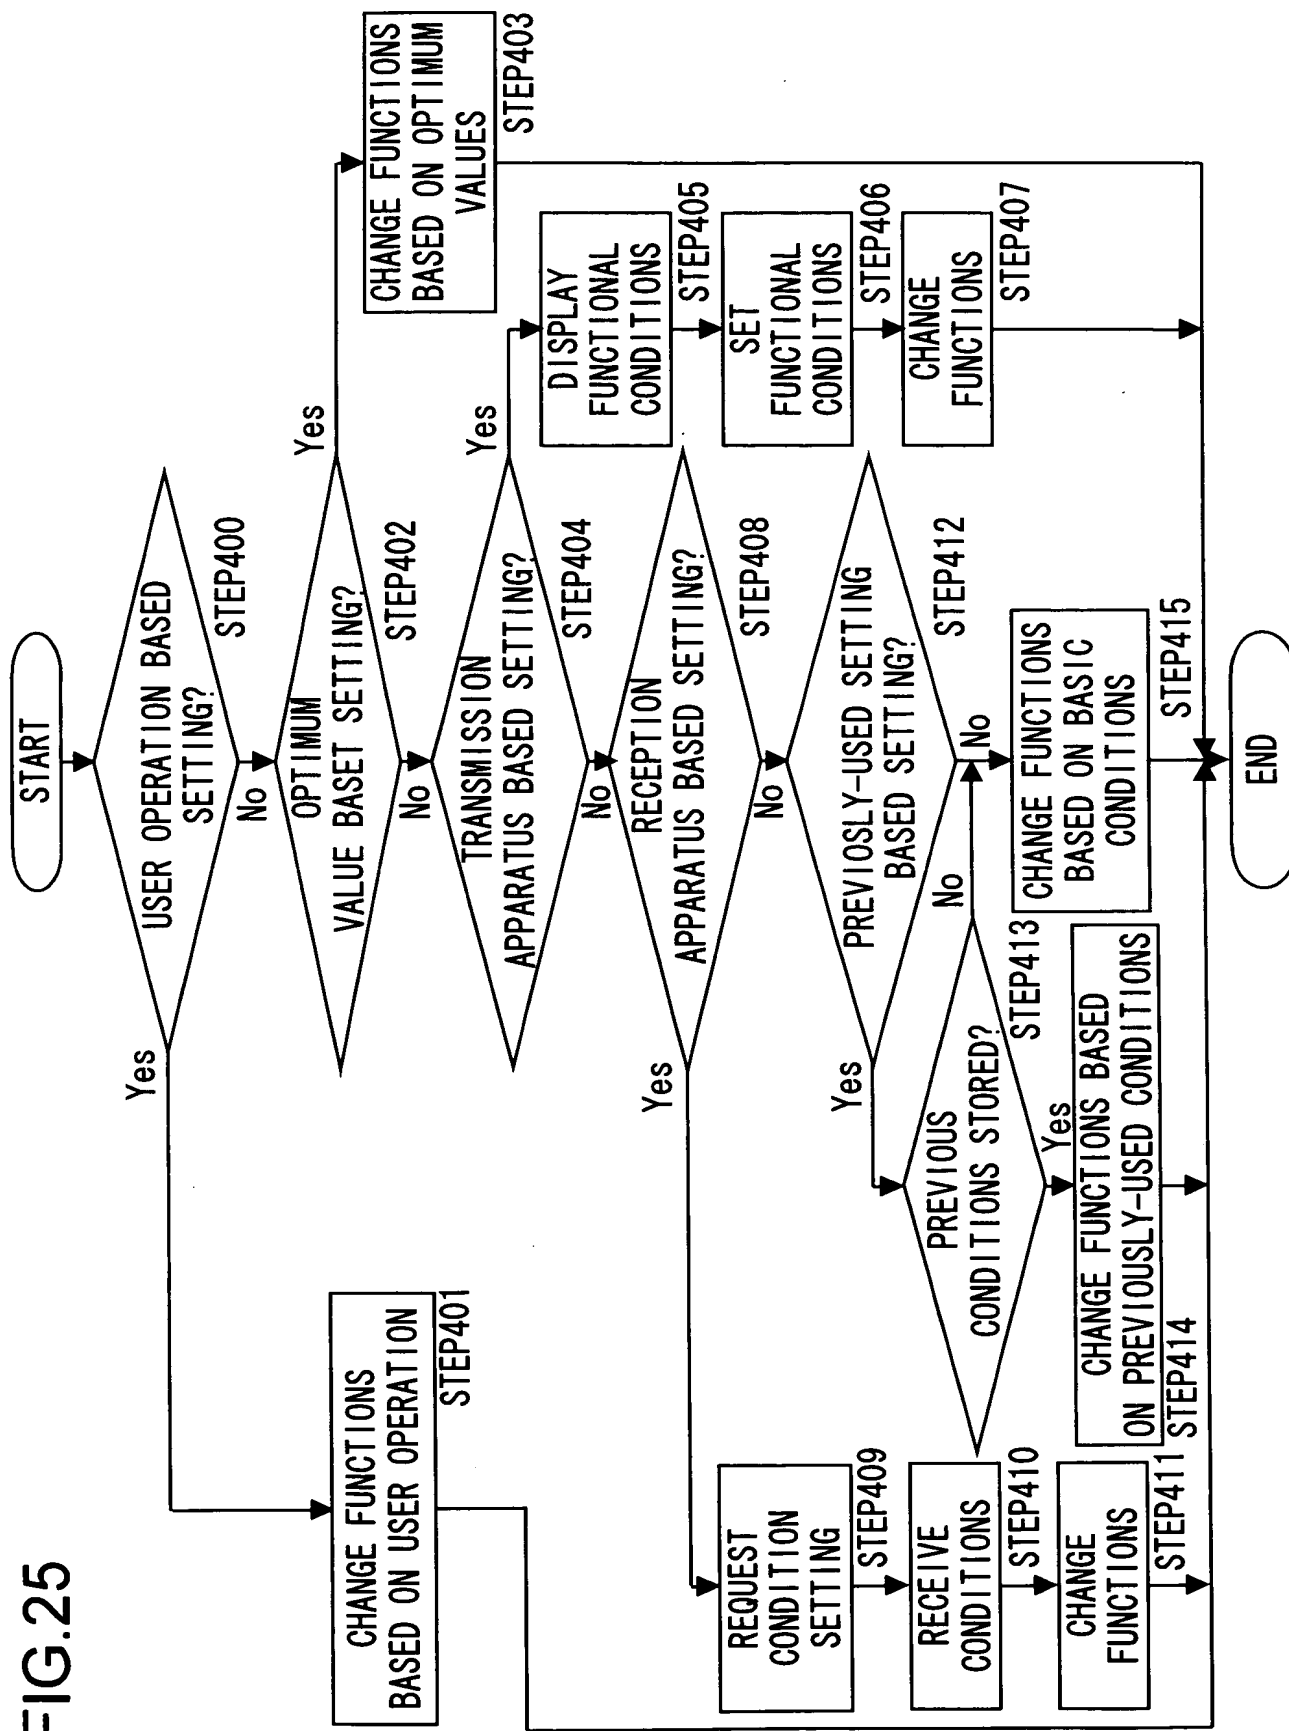 FIG.25
START
USER OPERATION BASED
SETTING?
STEP400
Yes
No
CHANGE FUNCTIONS
BASED ON USER OPERATION
STEP401
OPTIMUM
VALUE BASET SETTING?
STEP402
Yes
No
CHANGE FUNCTIONS
BASED ON OPTIMUM
VALUES
STEP403
TRANSMISSION
APPARATUS BASED SETTING?
STEP404
Yes
No
DISPLAY
FUNCTIONAL
CONDITIONS
STEP405
SET
FUNCTIONAL
CONDITIONS
STEP406
CHANGE
FUNCTIONS
STEP407
RECEPTION
APPARATUS BASED SETTING?
STEP408
Yes
No
REQUEST
CONDITION
SETTING
STEP409
RECEIVE
CONDITIONS
STEP410
CHANGE
FUNCTIONS
STEP411
PREVIOSLY-USED SETTING
BASED SETTING?
STEP412
Yes
No
PREVIOUS
CONDITIONS STORED?
STEP413
No
Yes
CHANGE FUNCTIONS BASED
ON PREVIOUSLY-USED CONDITIONS
STEP414
CHANGE FUNCTIONS
BASED ON BASIC
CONDITIONS
STEP415
END